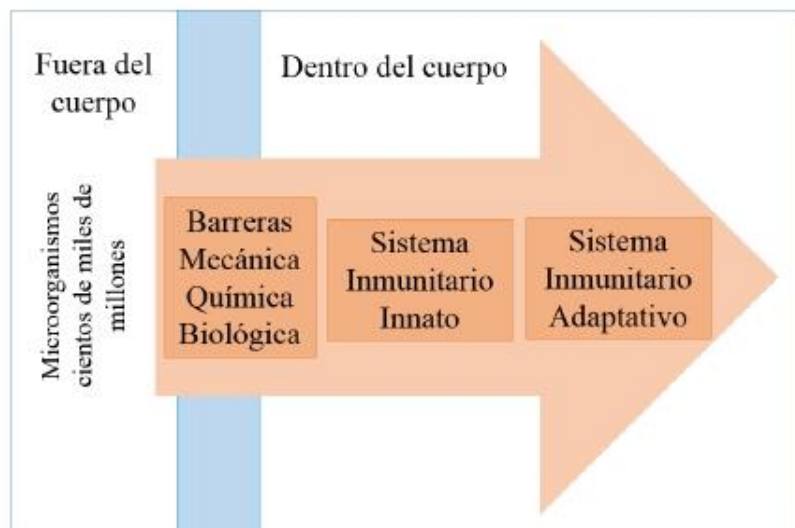 Fuera del
cuerpo
Dentro del cuerpo
Microorganismos
cientos de miles de
millones
Barreras
Mecánica
Química
Biológica
Sistema
Inmunitario
Innato
Sistema
Inmunitario
Adaptativo